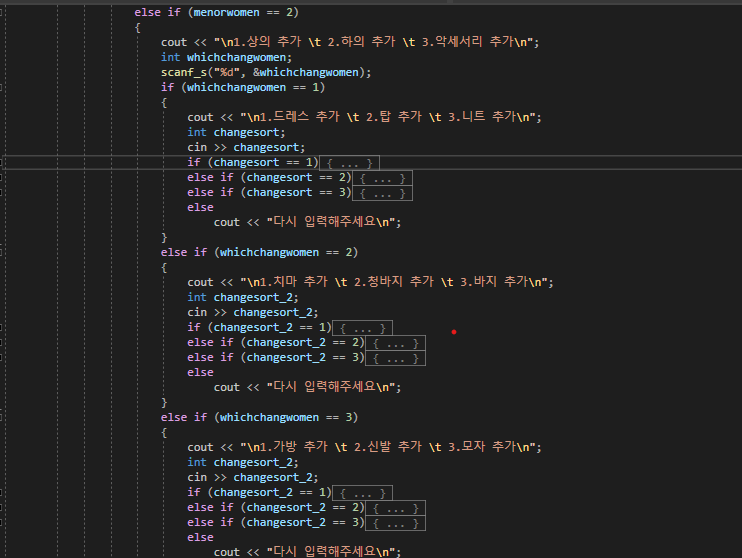 else if (menorwomen == 2)
{
cout << "\n1.상의 추가 \t 2.하의 추가 \t 3.악세서리 추가\n";
int whichchangwomen;
scanf_s("%d", &whichchangwomen);
if (whichchangwomen == 1)
{
cout << "\n1.드레스 추가 \t 2.탑 추가 \t 3.니트 추가\n";
int changesort;
cin >> changesort;
if (changesort == 1){ ... }
else if (changesort == 2){ ... }
else if (changesort == 3){ ... }
else
cout << "다시 입력해주세요\n";
}
else if (whichchangwomen == 2)
{
cout << "\n1.치마 추가 \t 2.청바지 추가 \t 3.바지 추가\n";
int changesort_2;
cin >> changesort_2;
if (changesort_2 == 1){ ... }
else if (changesort_2 == 2){ ... }
else if (changesort_2 == 3){ ... }
else
cout << "다시 입력해주세요\n";
}
else if (whichchangwomen == 3)
{
cout << "\n1.가방 추가 \t 2.신발 추가 \t 3.모자 추가\n";
int changesort_2;
cin >> changesort_2;
if (changesort_2 == 1){ ... }
else if (changesort_2 == 2){ ... }
else if (changesort_2 == 3){ ... }
else
cout << "다시 입력해주세요\n";